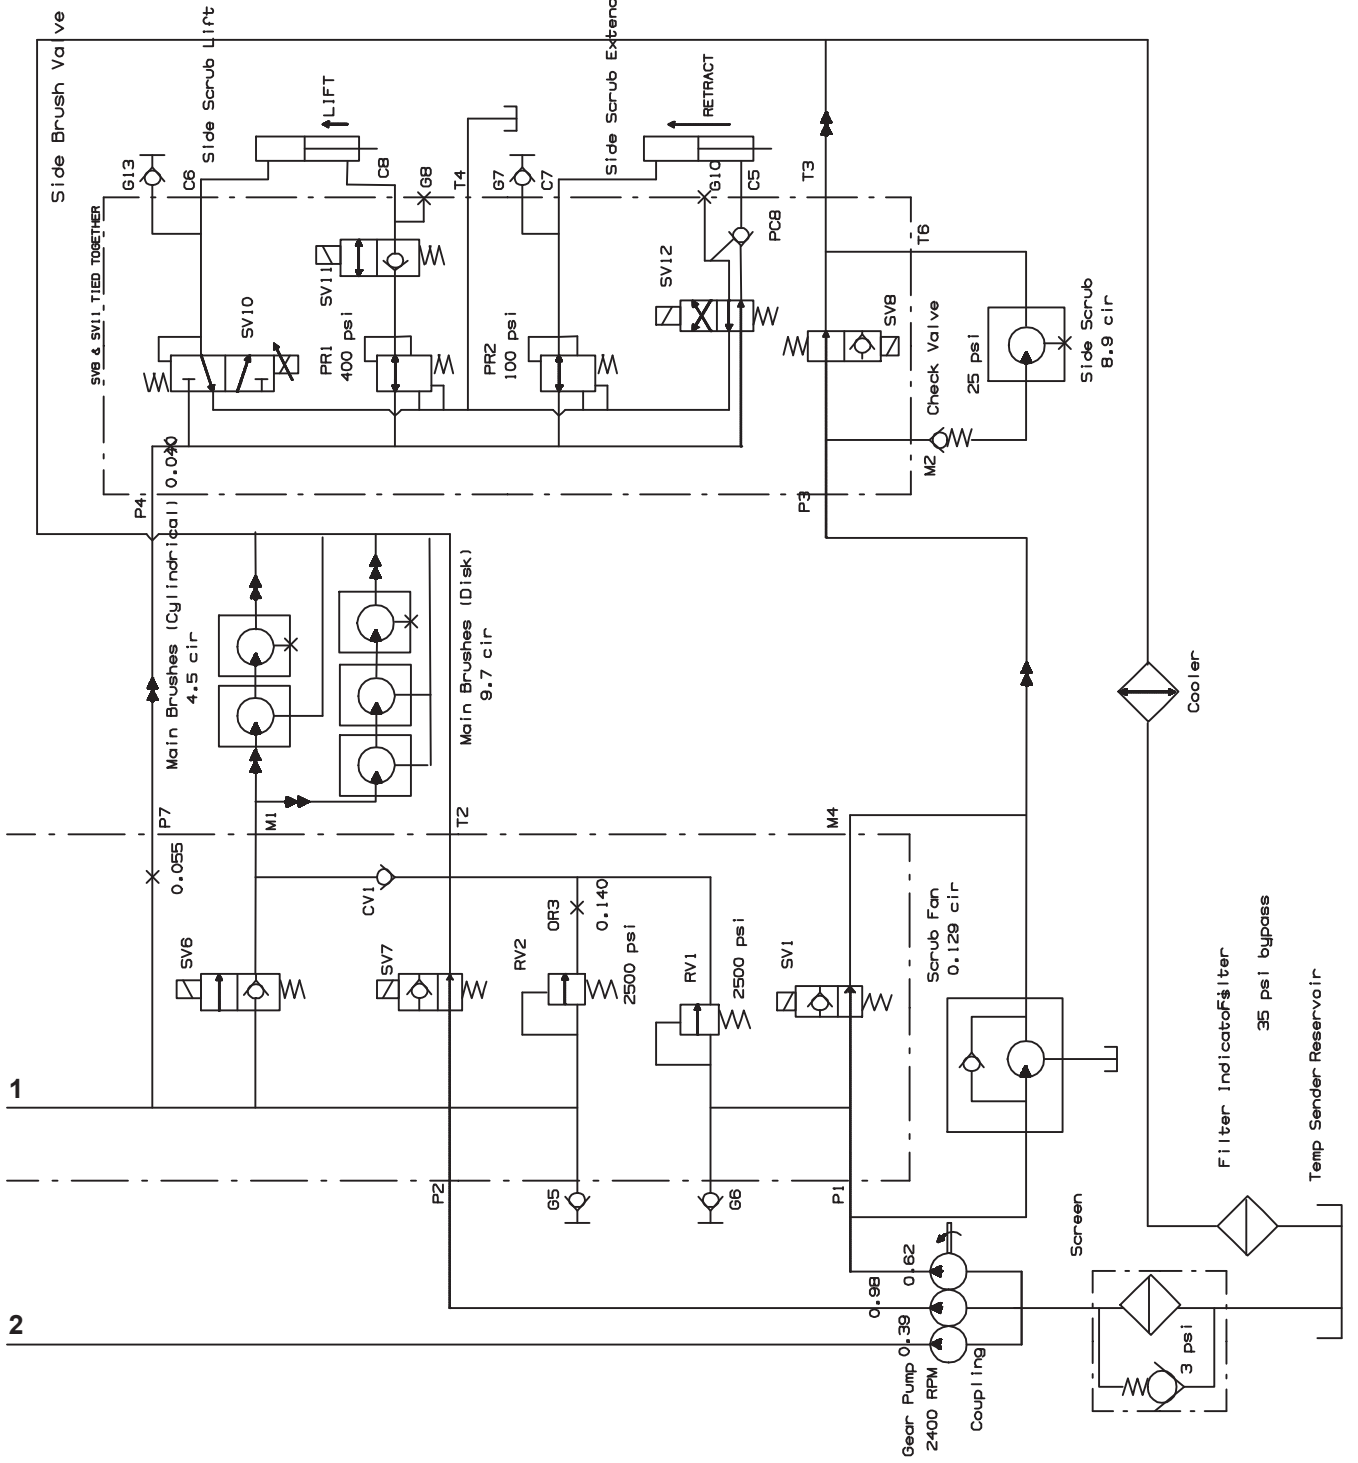 Side Brush Valve
Side Scrub Lift
Side Scrub Extend
SV8 & SV11 TIED TOGETHER
G13
C6
LIFT
C8
G8
T4
G7
C7
RETRACT
G10
C5
T3
SV10
SV11
PR1
400 psi
PR2
100 psi
SV12
PC8
SV8
T6
Check Valve
25 psi
Side Scrub
8.9 cir
M2
P4
0.040
P3
Main Brushes (Cylindrical)
4.5 cir
Main Brushes (Disk)
9.7 cir
Cooler
P7
M1
T2
M4
0.055
CV1
OR3
0.140
SV6
SV7
RV2
2500 psi
RV1
2500 psi
SV1
Scrub Fan
0.129 cir
1
P2
G5
G6
P1
2
0.98
0.62
Gear Pump 0.39
2400 RPM
Coupling
Screen
3 psi
Filter Indicator
Filter
35 psi bypass
Temp Sender
Reservoir